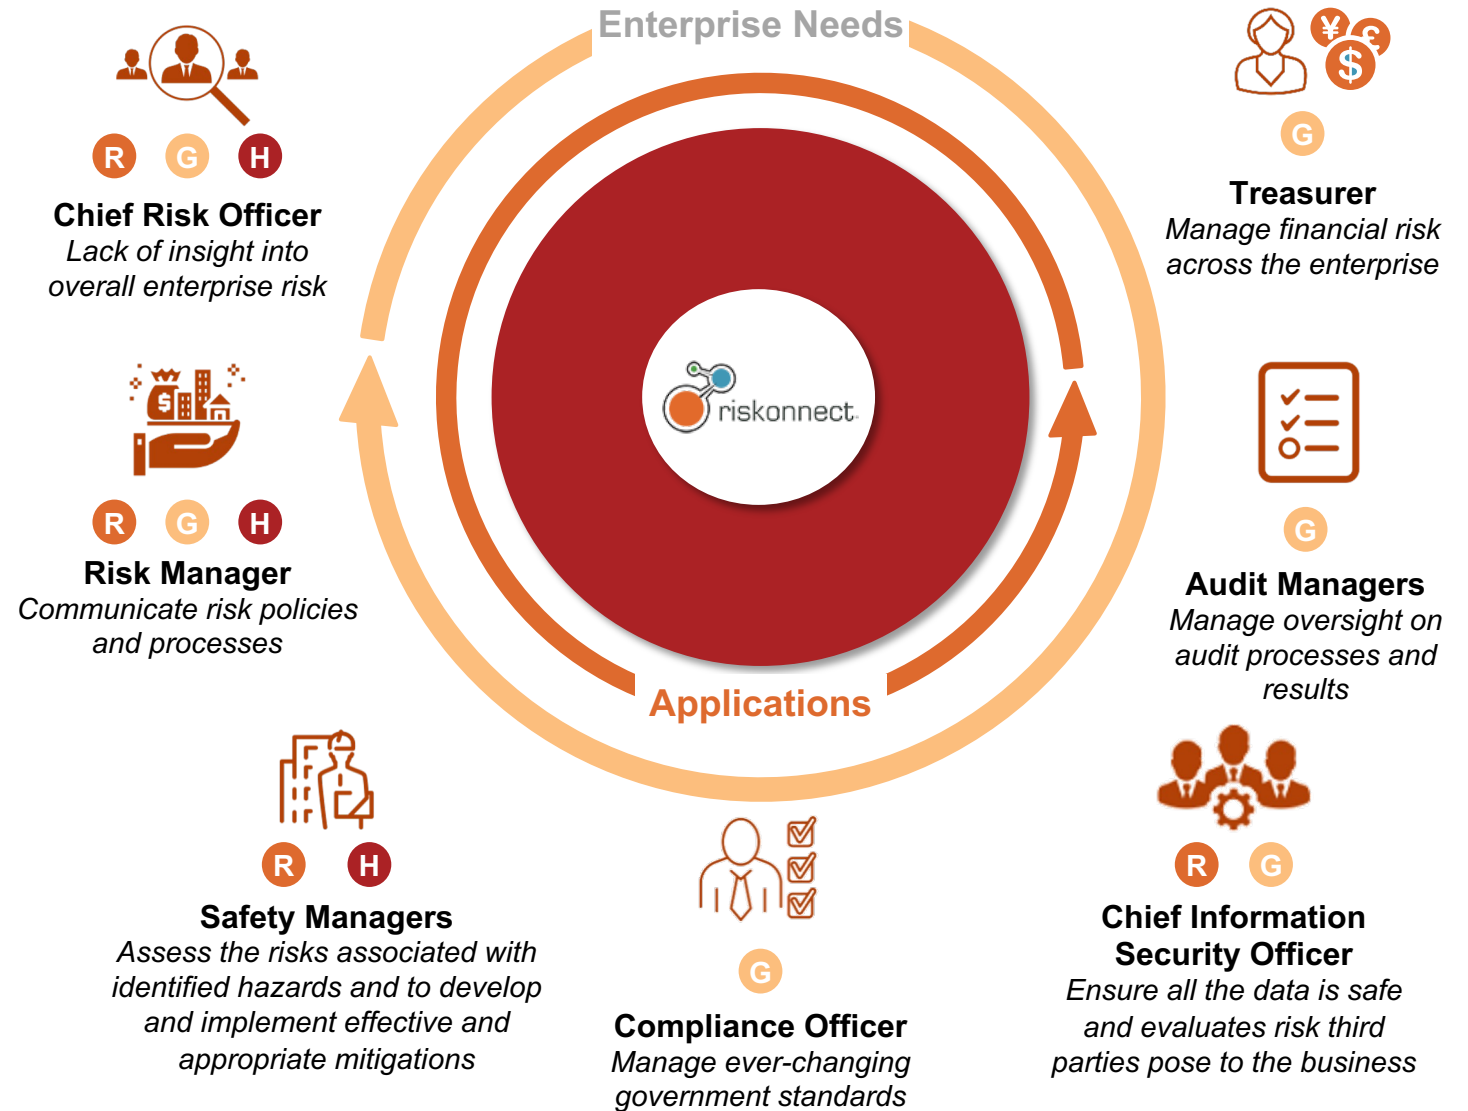 Enterprise Needs
R G H
Chief Risk Officer
Lack of insight into
overall enterprise risk
$
R G H
Risk Manager
Communicate risk policies
and processes
R H
Safety Managers
Assess the risks associated with
identified hazards and to develop
and implement effective and
appropriate mitigations
riskonnect
Applications
G
Compliance Officer
Manage ever-changing
government standards
¥ £
$
G
Treasurer
Manage financial risk
across the enterprise
G
Audit Managers
Manage oversight on
audit processes and
results
R G
Chief Information
Security Officer
Ensure all the data is safe
and evaluates risk third
parties pose to the business